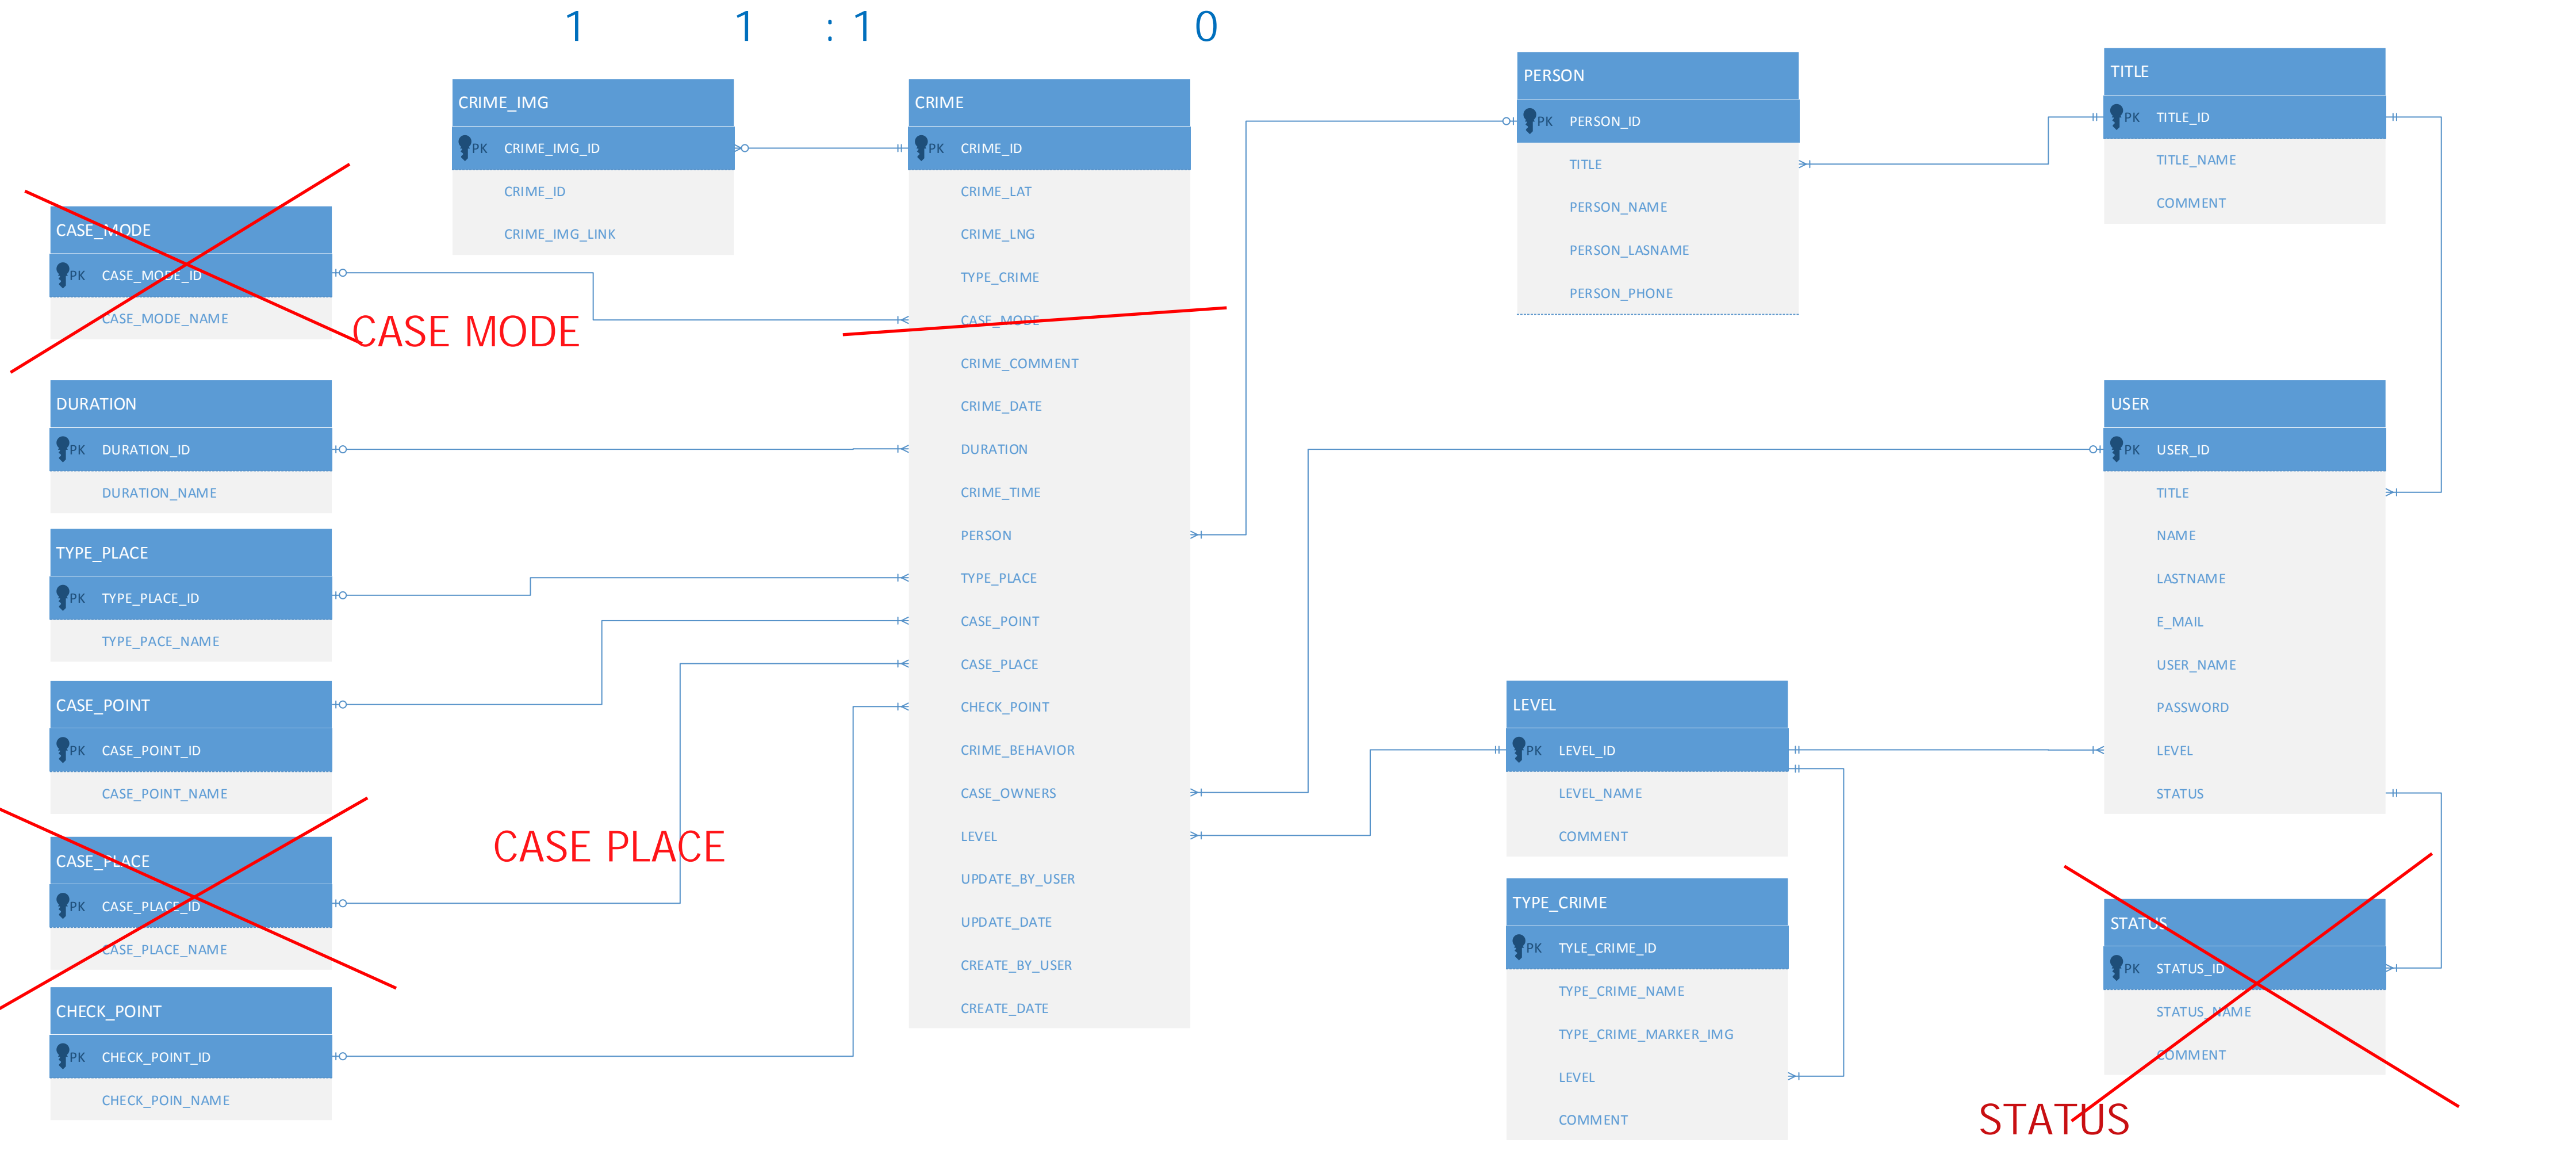 1 1 : 1 0
CRIME_IMG
PK CRIME_IMG_ID
CRIME_ID
CRIME_IMG_LINK
CASE_MODE
PK CASE_MODE_ID
CASE_MODE_NAME
CASE MODE
DURATION
PK DURATION_ID
DURATION_NAME
TYPE_PLACE
PK TYPE_PLACE_ID
TYPE_PACE_NAME
CASE_POINT
PK CASE_POINT_ID
CASE_POINT_NAME
CASE_PLACE
PK CASE_PLACE_ID
CASE_PLACE_NAME
CASE PLACE
CHECK_POINT
PK CHECK_POINT_ID
CHECK_POIN_NAME
CRIME
PK CRIME_ID
CRIME_LAT
CRIME_LNG
TYPE_CRIME
CASE_MODE
CRIME_COMMENT
CRIME_DATE
DURATION
CRIME_TIME
PERSON
TYPE_PLACE
CASE_POINT
CASE_PLACE
CHECK_POINT
CRIME_BEHAVIOR
CASE_OWNERS
LEVEL
UPDATE_BY_USER
UPDATE_DATE
CREATE_BY_USER
CREATE_DATE
PERSON
PK PERSON_ID
TITLE
PERSON_NAME
PERSON_LASNAME
PERSON_PHONE
LEVEL
PK LEVEL_ID
LEVEL_NAME
COMMENT
TYPE_CRIME
PK TYLE_CRIME_ID
TYPE_CRIME_NAME
TYPE_CRIME_MARKER_IMG
LEVEL
COMMENT
TITLE
PK TITLE_ID
TITLE_NAME
COMMENT
USER
PK USER_ID
TITLE
NAME
LASTNAME
E_MAIL
USER_NAME
PASSWORD
LEVEL
STATUS
STATUS
PK STATUS_ID
STATUS_NAME
COMMENT
STATUS